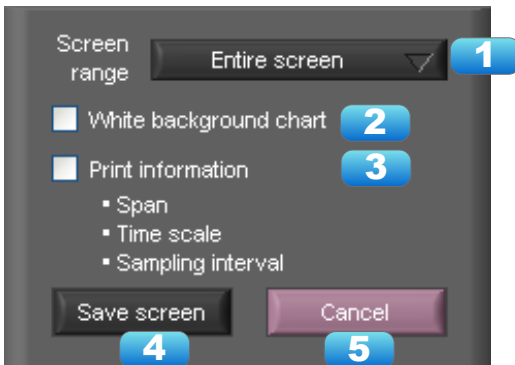 Screen
range
Entire screen
1
White background chart
2
Print information
3
▪ Span
▪ Time scale
▪ Sampling interval
Save screen
Cancel
4
5